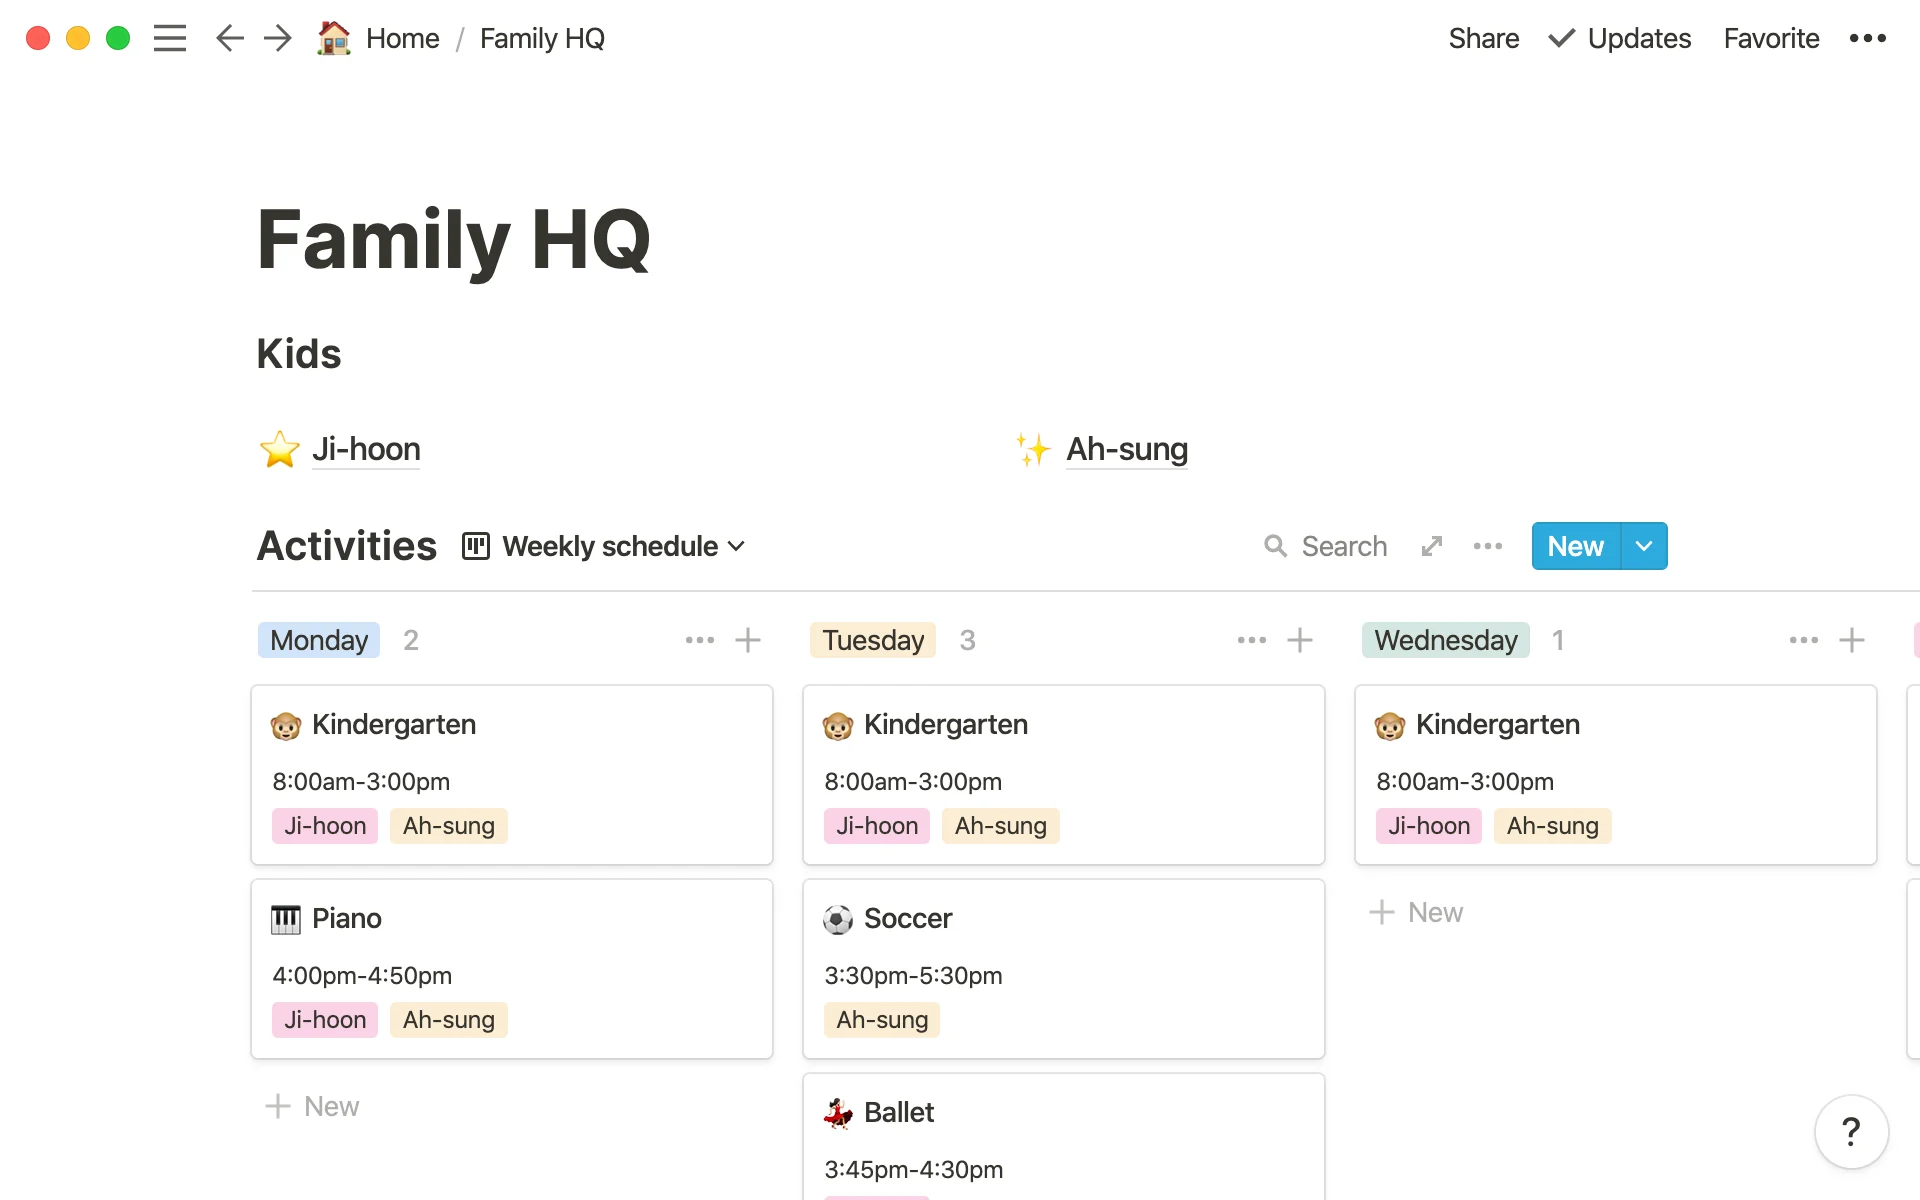 Home / Family HQ
Share Updates Favorite
Family HQ
Kids
Ji-hoon
Ah-sung
Activities Weekly schedule
Search New
Monday 2
Kindergarten
8:00am-3:00pm
Ji-hoon Ah-sung
Piano
4:00pm-4:50pm
Ji-hoon Ah-sung
New
Tuesday 3
Kindergarten
8:00am-3:00pm
Ji-hoon Ah-sung
Soccer
3:30pm-5:30pm
Ah-sung
Ballet
3:45pm-4:30pm
Wednesday 1
Kindergarten
8:00am-3:00pm
Ji-hoon Ah-sung
New
?